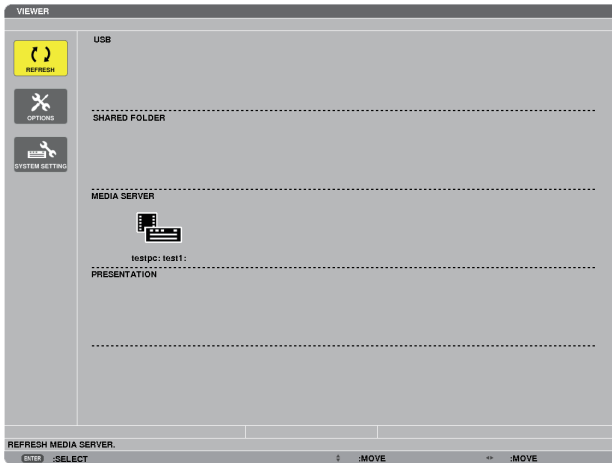 VIEWER
USB
REFRESH
OPTIONS
SHARED FOLDER
SYSTEM SETTING
MEDIA SERVER
testpc: test1:
PRESENTATION
REFRESH MEDIA SERVER.
ENTER :SELECT :MOVE :MOVE